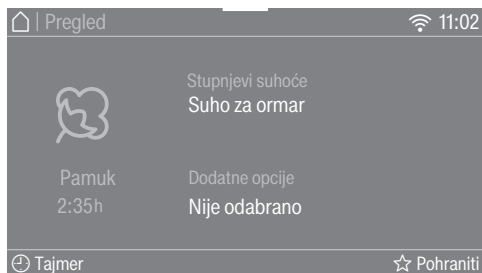 | Pregled
11:02
Stupnjevi suhoće
Suho za ormar
Pamuk
2:35h
Dodatne opcije
Nije odabrano
Tajmer
Pohraniti